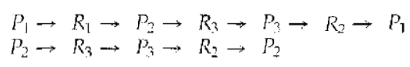 P₁ → R₁ → P₂ → R₃ → P₃ → R₂ → P₁
P₂ → R₃ → P₃ → R₂ → P₂